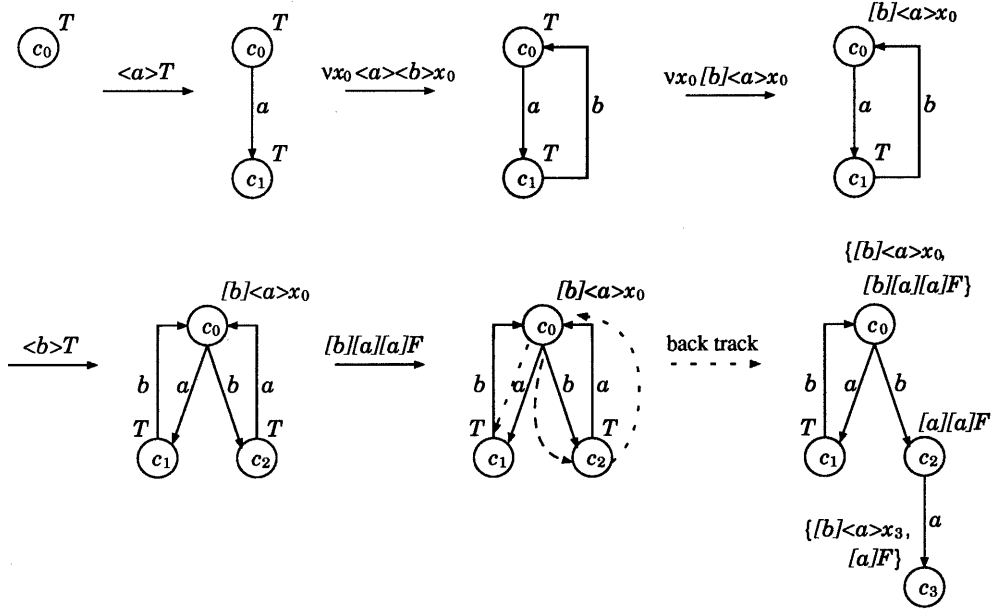 T
c₀
<a>T
T
c₀
a
T
c₁
νx₀<a><b>x₀
T
c₀
a
b
T
c₁
νx₀[b]<a>x₀
[b]<a>x₀
c₀
a
b
T
c₁
<b>T
[b]<a>x₀
c₀
b
a
b
a
T
T
c₁
c₂
[b][a][a]F
[b]<a>x₀
c₀
b
a
b
a
T
T
c₁
c₂
back track
{[b]<a>x₀,
[b][a][a]F}
c₀
b
a
b
T
[a][a]F
c₁
c₂
a
{[b]<a>x₃,
[a]F}
c₃